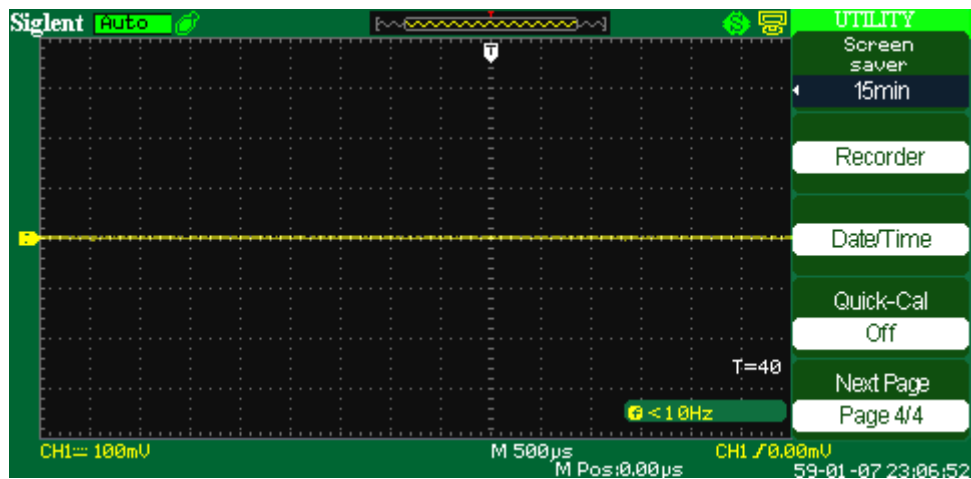 Siglent Auto
T
UTILITY
Screen
saver
15min
Recorder
Date/Time
Quick-Cal
Off
Next Page
Page 4/4
T=40
f <10Hz
CH1 100mV
M 500µs
M Pos:0.00µs
CH1 0.00mV
59-01-07 23:06:52